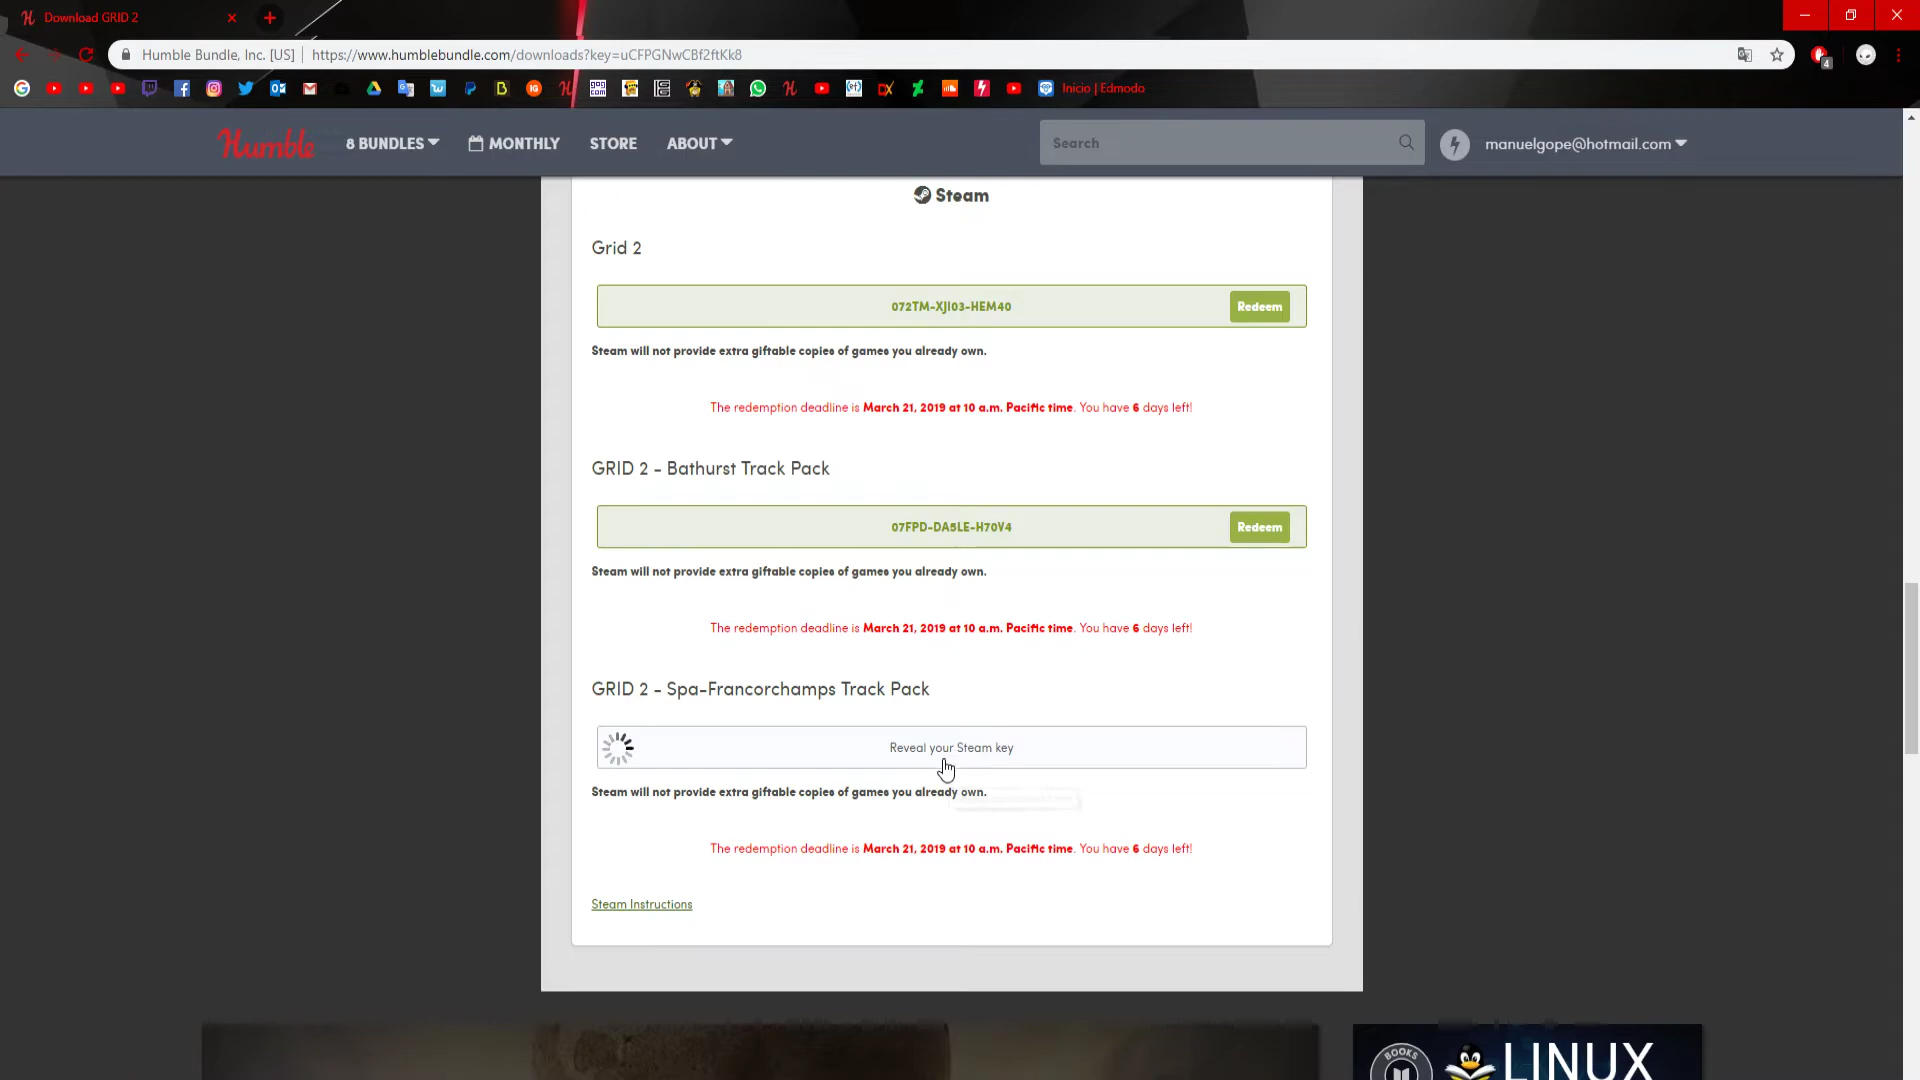 Download GRID 2
Humble Bundle, Inc. [US] | https://www.humblebundle.com/downloads?key=uCFPGNwCBf2ftKk8
4
Inicio | Edmodo
Humble
8 BUNDLES
MONTHLY
STORE
ABOUT
Search
manuelgope@hotmail.com
Steam
Grid 2
072TM-XJI03-HEM40
Redeem
Steam will not provide extra giftable copies of games you already own.
The redemption deadline is March 21, 2019 at 10 a.m. Pacific time. You have 6 days left!
GRID 2 - Bathurst Track Pack
07FPD-DA5LE-H70V4
Redeem
Steam will not provide extra giftable copies of games you already own.
The redemption deadline is March 21, 2019 at 10 a.m. Pacific time. You have 6 days left!
GRID 2 - Spa-Francorchamps Track Pack
Reveal your Steam key
Steam will not provide extra giftable copies of games you already own.
The redemption deadline is March 21, 2019 at 10 a.m. Pacific time. You have 6 days left!
Steam Instructions
BOOKS
LINUX